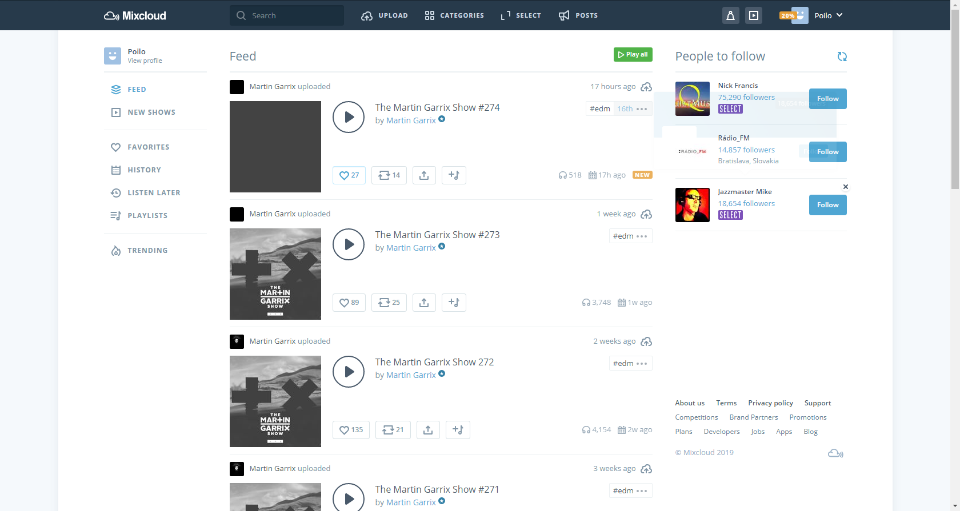 Mixcloud
Search
UPLOAD
CATEGORIES
SELECT
POSTS
20%
Poilo
Poilo
View profile
FEED
NEW SHOWS
FAVORITES
HISTORY
LISTEN LATER
PLAYLISTS
TRENDING
Feed
Play all
Martin Garrix uploaded
17 hours ago
The Martin Garrix Show #274
by Martin Garrix
#edm
16th
27
14
518
17h ago
NEW
Martin Garrix uploaded
1 week ago
The Martin Garrix Show #273
by Martin Garrix
#edm
THE
MARTIN
GARRIX
SHOW
89
25
3,748
1w ago
Martin Garrix uploaded
2 weeks ago
The Martin Garrix Show 272
by Martin Garrix
#edm
THE
MARTIN
GARRIX
SHOW
135
21
4,154
2w ago
Martin Garrix uploaded
3 weeks ago
The Martin Garrix Show #271
by Martin Garrix
#edm
THE
People to follow
Nick Francis
75,290 followers
SELECT
Follow
Rádio_FM
14,857 followers
Bratislava, Slovakia
Follow
:RADIO_FM
Jazzmaster Mike
18,654 followers
SELECT
Follow
About us Terms Privacy policy Support
Competitions Brand Partners Promotions
Plans Developers Jobs Apps Blog
© Mixcloud 2019